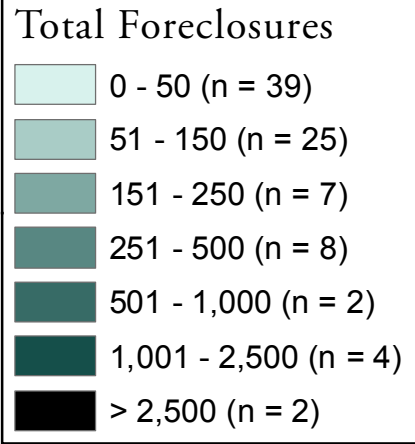 Total Foreclosures
0 - 50 (n = 39)
51 - 150 (n = 25)
151 - 250 (n = 7)
251 - 500 (n = 8)
501 - 1,000 (n = 2)
1,001 - 2,500 (n = 4)
> 2,500 (n = 2)